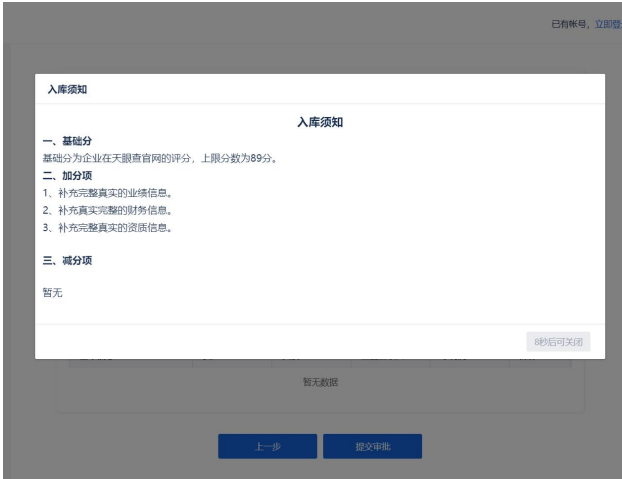 已有帐号，立即登
入库须知
入库须知
一、基础分
基础分为企业在天眼查官网的评分，上限分数为89分。
二、加分项
1、补充完整真实的业绩信息。
2、补充真实完整的财务信息。
3、补充完整真实的资质信息。
三、减分项
暂无
8秒后可关闭
暂无数据
上一步
提交审批